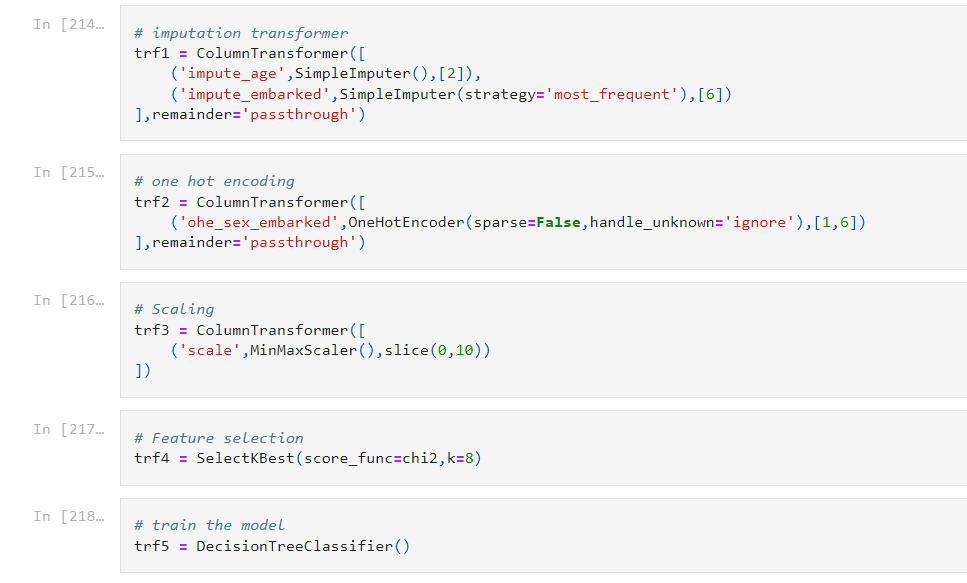 In [214…
# imputation transformer
trf1 = ColumnTransformer([
    ('impute_age',SimpleImputer(),[2]),
    ('impute_embarked',SimpleImputer(strategy='most_frequent'),[6])
],remainder='passthrough')
In [215…
# one hot encoding
trf2 = ColumnTransformer([
    ('ohe_sex_embarked',OneHotEncoder(sparse=False,handle_unknown='ignore'),[1,6])
],remainder='passthrough')
In [216…
# Scaling
trf3 = ColumnTransformer([
    ('scale',MinMaxScaler(),slice(0,10))
])
In [217…
# Feature selection
trf4 = SelectKBest(score_func=chi2,k=8)
In [218…
# train the model
trf5 = DecisionTreeClassifier()